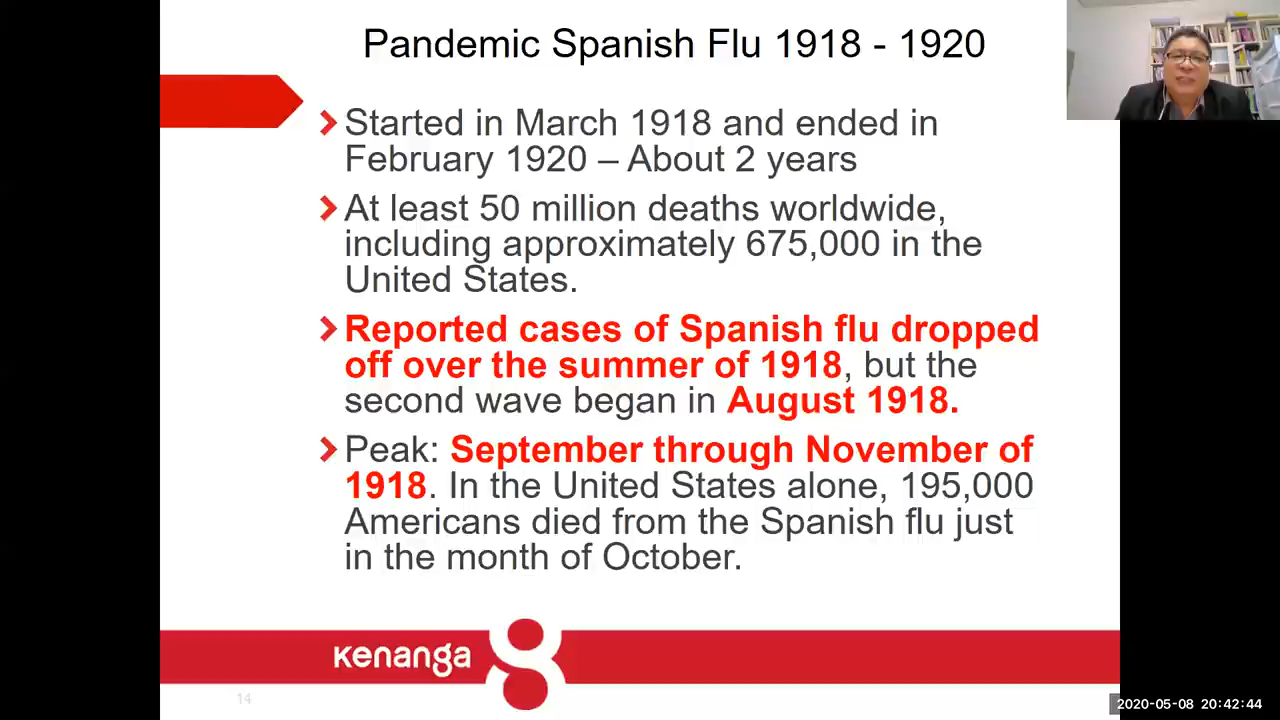 Pandemic Spanish Flu 1918 - 1920
Started in March 1918 and ended in
February 1920 – About 2 years
At least 50 million deaths worldwide,
including approximately 675,000 in the
United States.
Reported cases of Spanish flu dropped
off over the summer of 1918, but the
second wave began in August 1918.
Peak: September through November of
1918. In the United States alone, 195,000
Americans died from the Spanish flu just
in the month of October.
kenanga
14
2020-05-08 20:42:44